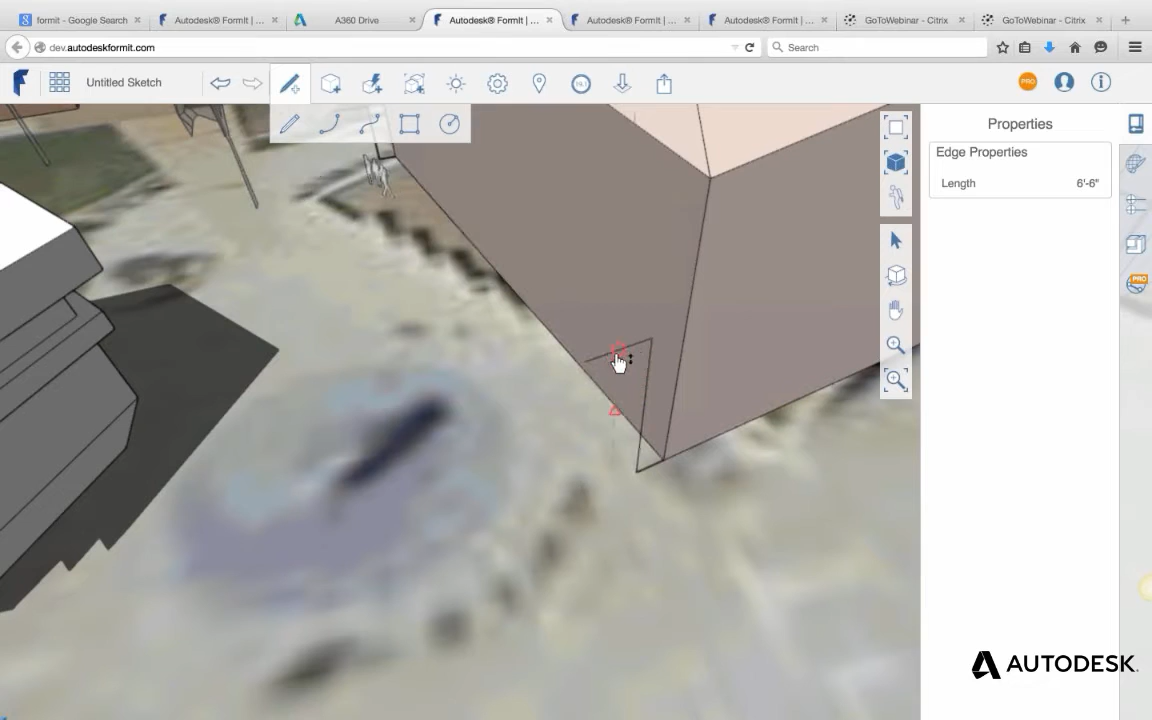 formit - Google Search
Autodesk® FormIt | ...
A360 Drive
Autodesk® FormIt | ...
Autodesk® FormIt | ...
Autodesk® FormIt | ...
GoToWebinar - Citrix
GoToWebinar - Citrix
dev.autodeskformit.com
Search
Untitled Sketch
PRO
Properties
Edge Properties
Length 6'-6"
PRO
AUTODESK.